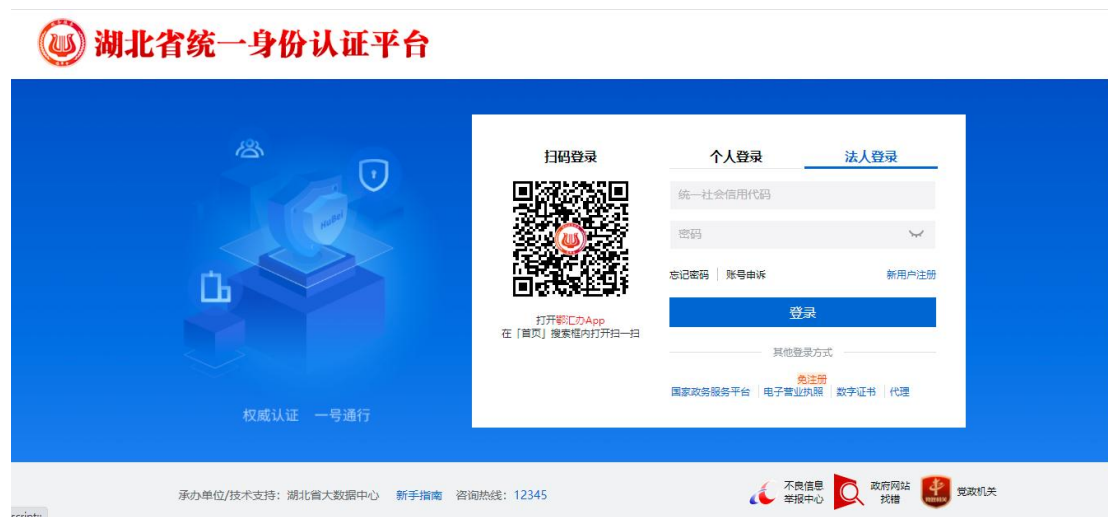 湖北省统一身份认证平台
HuBei
权威认证 一号通行
扫码登录
打开鄂汇办App
在「首页」搜索框内打开扫一扫
个人登录 法人登录
统一社会信用代码
密码
忘记密码 账号申诉 新用户注册
登录
其他登录方式
免注册
国家政务服务平台 电子营业执照 数字证书 代理
承办单位/技术支持：湖北省大数据中心 新手指南 咨询热线：12345
不良信息
举报中心
政府网站
找错
党政机关